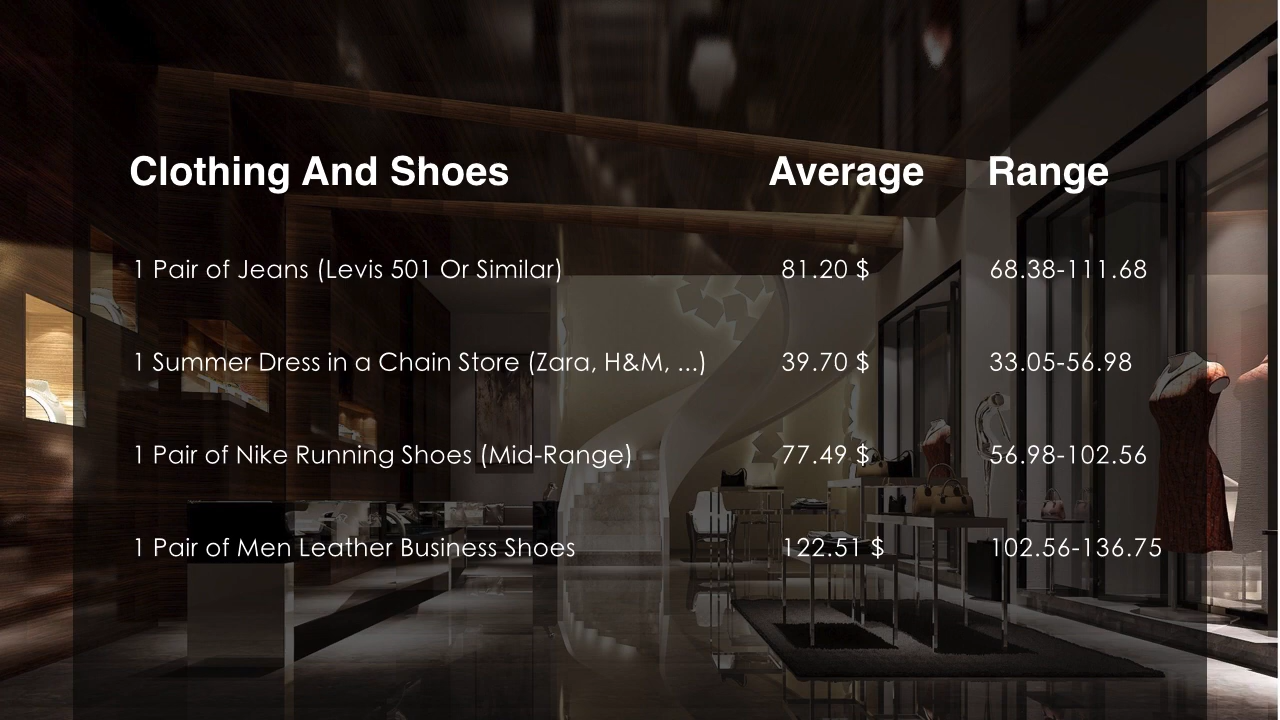 Clothing And Shoes Average Range
1 Pair of Jeans (Levis 501 Or Similar) 81.20 $ 68.38-111.68
1 Summer Dress in a Chain Store (Zara, H&M, ...) 39.70 $ 33.05-56.98
1 Pair of Nike Running Shoes (Mid-Range) 77.49 $ 56.98-102.56
1 Pair of Men Leather Business Shoes 122.51 $ 102.56-136.75